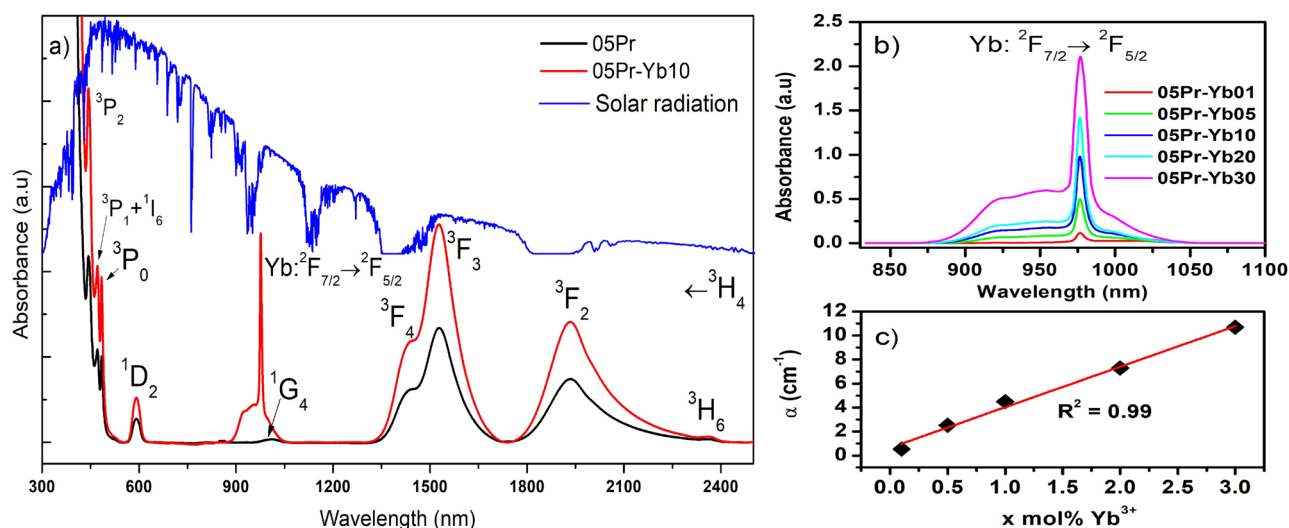 a)
05Pr
05Pr-Yb10
Solar radiation
³P₂
³P₁+¹I₆
³P₀
¹D₂
Yb:²F₇/₂→²F₅/₂
¹G₄
³F₄
³F₃
³F₂
←³H₄
³H₆
Absorbance (a.u)
300 600 900 1200 1500 1800 2100 2400
Wavelength (nm)
b)
Yb: ²F₇/₂→ ²F₅/₂
05Pr-Yb01
05Pr-Yb05
05Pr-Yb10
05Pr-Yb20
05Pr-Yb30
Absorbance (a.u)
2.5
2.0
1.5
1.0
0.5
0.0
850 900 950 1000 1050 1100
Wavelength (nm)
c)
R² = 0.99
α (cm⁻¹)
12
10
8
6
4
2
0
0.0 0.5 1.0 1.5 2.0 2.5 3.0
x mol% Yb³⁺